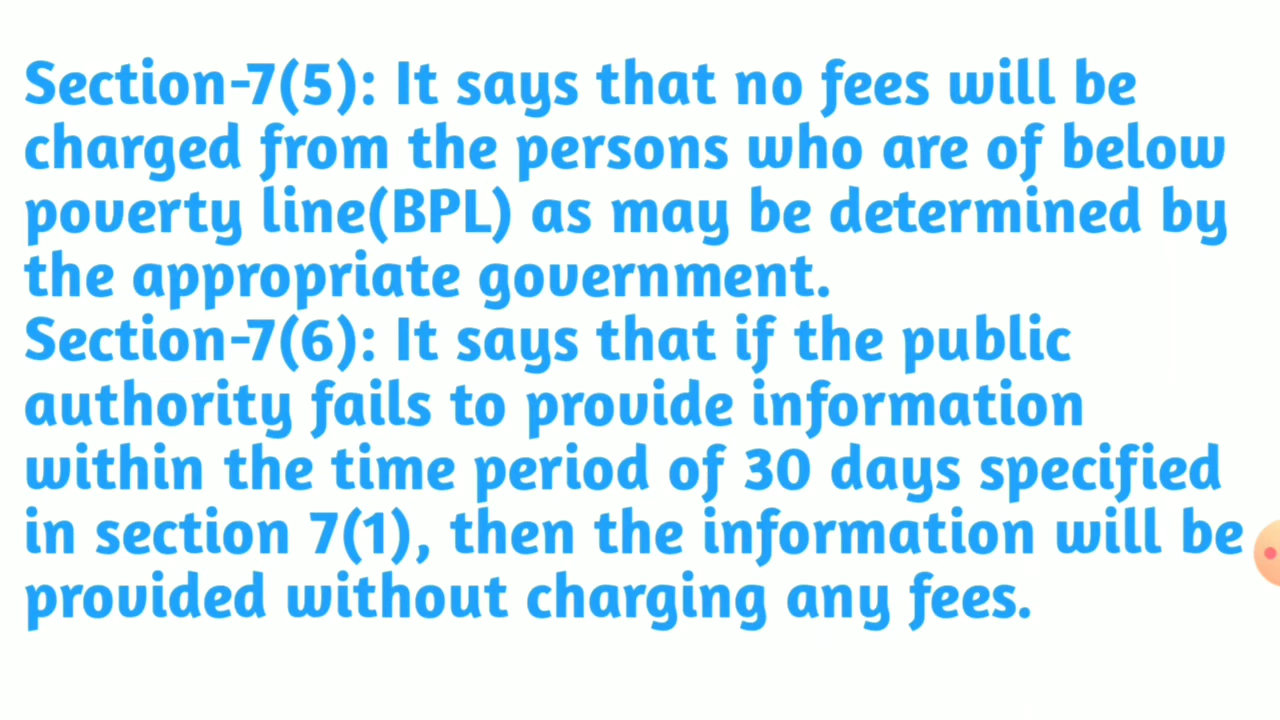 Section-7(5): It says that no fees will be
charged from the persons who are of below
poverty line(BPL) as may be determined by
the appropriate government.
Section-7(6): It says that if the public
authority fails to provide information
within the time period of 30 days specified
in section 7(1), then the information will be
provided without charging any fees.